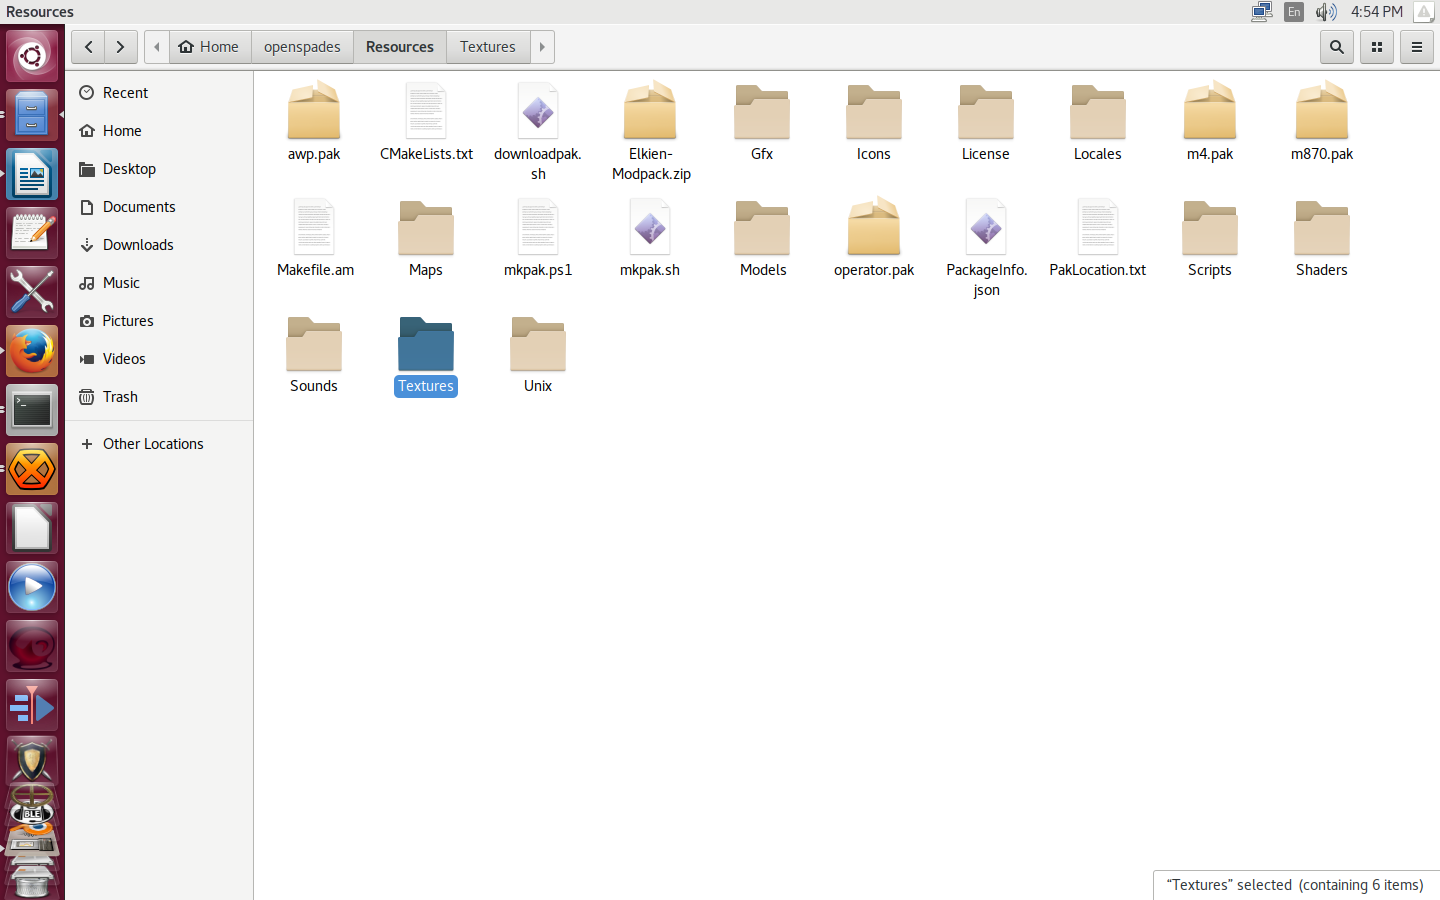 Resources
En
4:54 PM
Home
openspades
Resources
Textures
Recent
Home
Desktop
Documents
Downloads
Music
Pictures
Videos
Trash
Other Locations
awp.pak
CMakeLists.txt
downloadpak.
sh
Elkien-
Modpack.zip
Gfx
Icons
License
Locales
m4.pak
m870.pak
Makefile.am
Maps
mkpak.ps1
mkpak.sh
Models
operator.pak
PackageInfo.
json
PakLocation.txt
Scripts
Shaders
Sounds
Textures
Unix
BLE
“Textures” selected (containing 6 items)